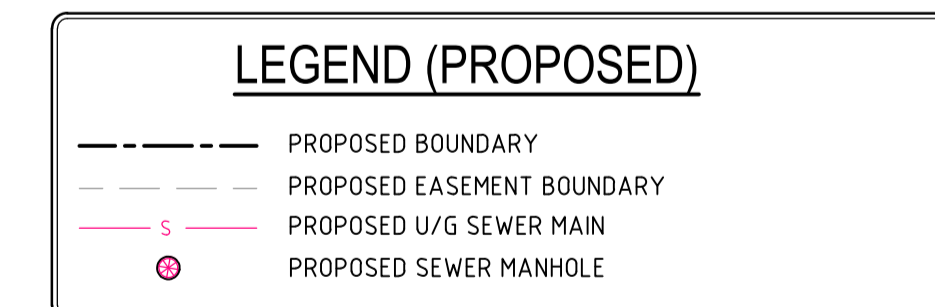 LEGEND (PROPOSED)
PROPOSED BOUNDARY
PROPOSED EASEMENT BOUNDARY
S PROPOSED U/G SEWER MAIN
PROPOSED SEWER MANHOLE